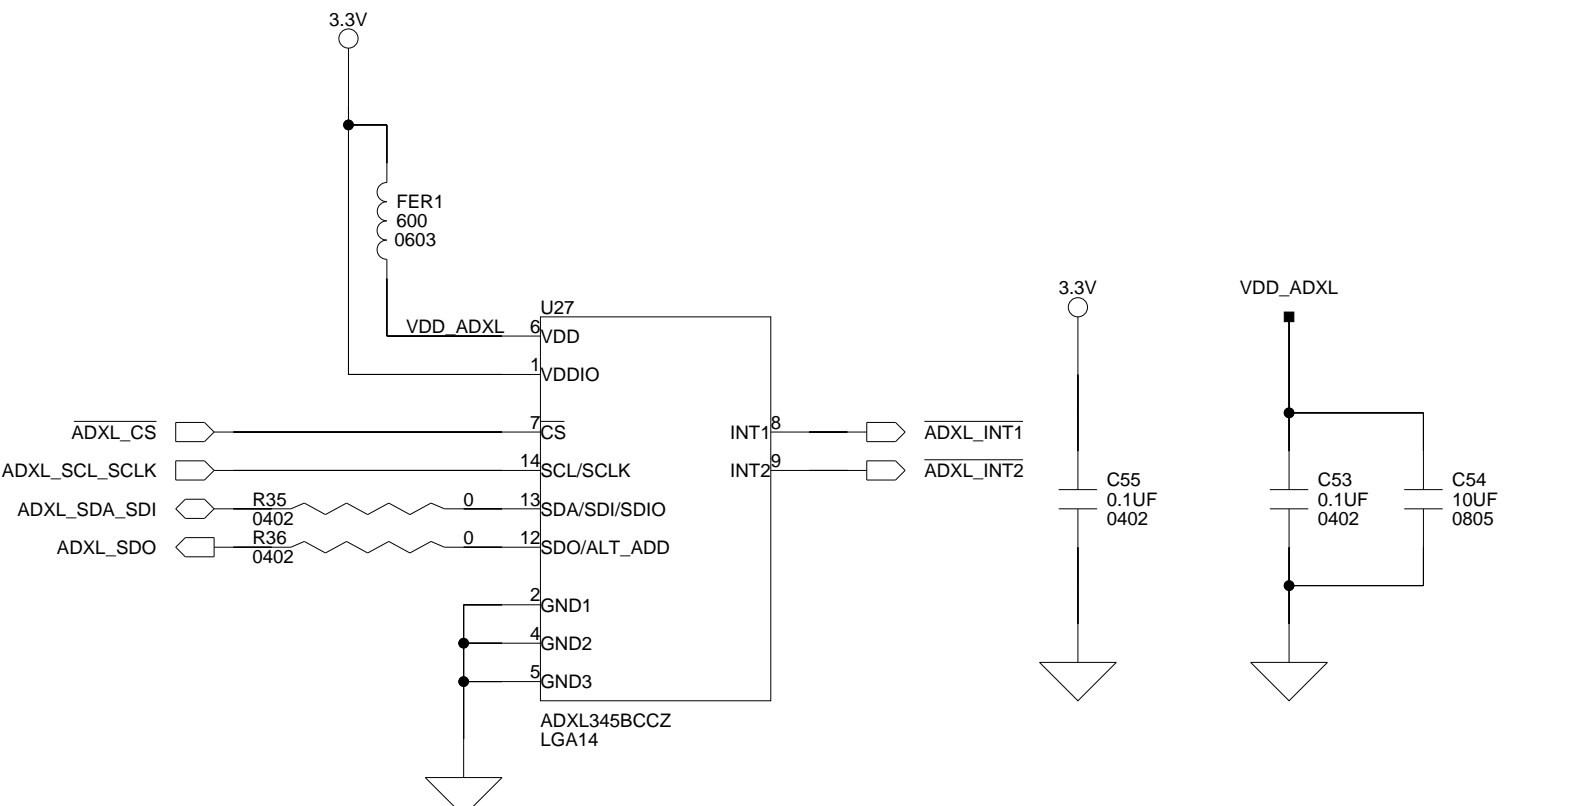 3.3V
FER1
600
0603
3.3V
VDD_ADXL
U27
VDD_ADXL
6
VDD
1
VDDIO
ADXL_CS
7
CS
INT1
8
ADXL_INT1
ADXL_SCL_SCLK
14
SCL/SCLK
INT2
9
ADXL_INT2
ADXL_SDA_SDI
R35
0402
0
13
SDA/SDI/SDIO
ADXL_SDO
R36
0402
0
12
SDO/ALT_ADD
C55
0.1UF
0402
C53
0.1UF
0402
C54
10UF
0805
2
GND1
4
GND2
5
GND3
ADXL345BCCZ
LGA14